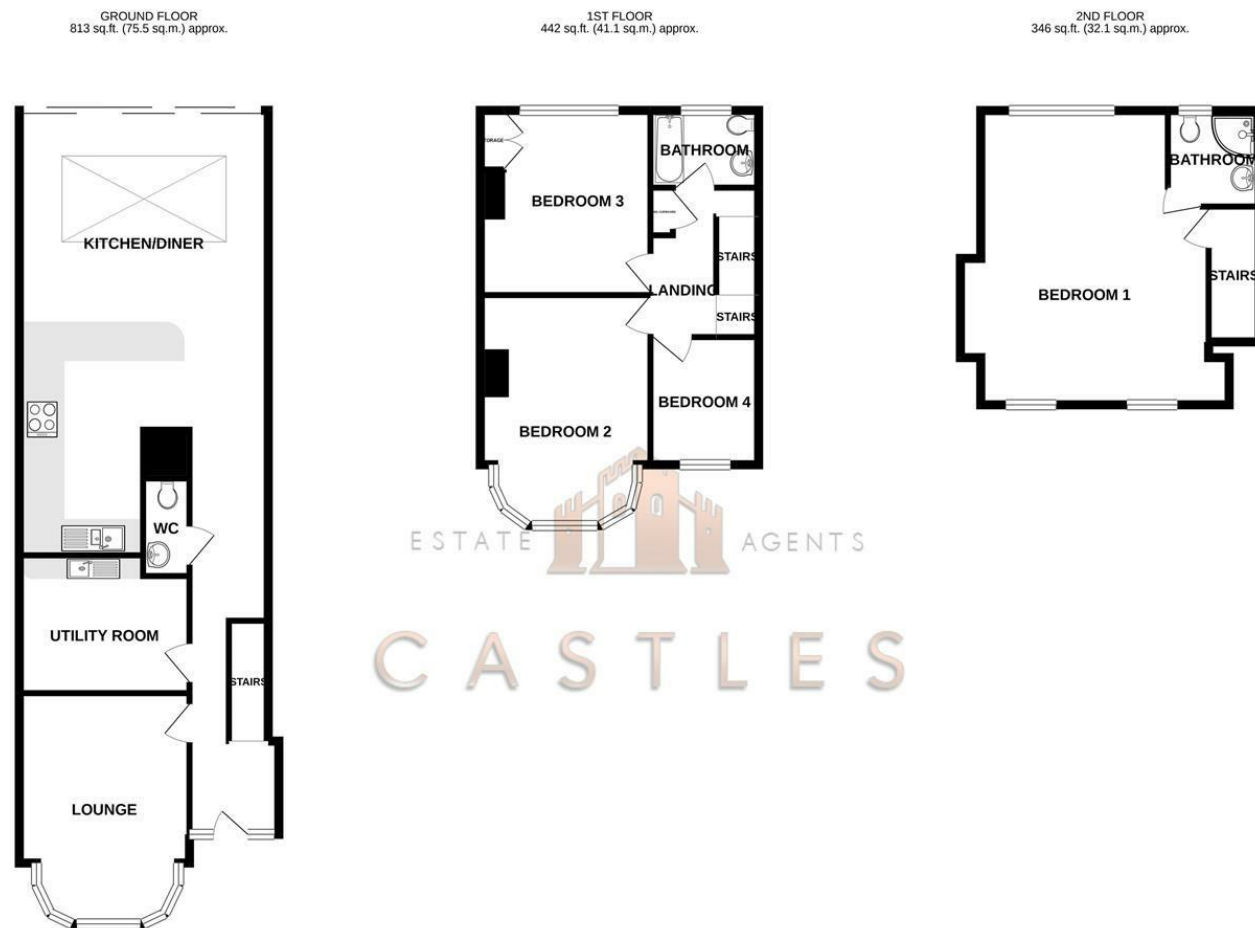 GROUND FLOOR
813 sq.ft. (75.5 sq.m.) approx.
KITCHEN/DINER
WC
UTILITY ROOM
STAIRS
LOUNGE
1ST FLOOR
442 sq.ft. (41.1 sq.m.) approx.
BATHROOM
BEDROOM 3
STAIRS
LANDING
STAIRS
BEDROOM 4
BEDROOM 2
2ND FLOOR
346 sq.ft. (32.1 sq.m.) approx.
BATHROOM
STAIRS
BEDROOM 1
ESTATE AGENTS
CASTLES